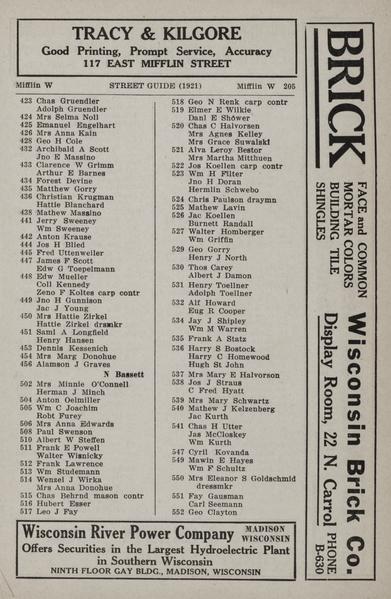 TRACY & KILGORE
Good Printing, Prompt Service, Accuracy
117 EAST MIFFLIN STREET
Mifflin W STREET GUIDE (1921) Mifflin W 205
423 Chas Gruendler
Adolph Gruendler
424 Mrs Selma Noll
425 Emanuel Engelhart
426 Mrs Anna Kain
428 Geo H Cole
432 Archibald A Scott
Jno E Massino
433 Clarence W Grimm
Arthur E Barnes
434 Forest Devine
435 Matthew Gorry
436 Christian Krugman
Hattie Blanchard
438 Mathew Massino
441 Jerry Sweeney
Wm Sweeney
442 Anton Krause
444 Jos H Blied
445 Fred Uttenweiler
447 James F Scott
Edw G Toepelmann
448 Edw Mueller
Coll Kennedy
Zeno F Koltes carp contr
449 Jno H Gunnison
Jac J Young
450 Mrs Hattie Zirkel
Hattie Zirkel drsmkr
451 Saml A Longfield
Henry Hansen
453 Dennis Kessenich
454 Mrs Marg Donohue
456 Alamson J Graves
N Bassett
502 Mrs Minnie O'Connell
Herman J Minch
504 Anton Oelmiller
505 Wm C Joachim
Robt Furey
506 Mrs Anna Edwards
508 Paul Swenson
510 Albert W Steffen
511 Frank E Powell
Walter Wisnicky
512 Frank Lawrence
513 Wm Studemann
514 Wenzel J Wirka
Mrs Anna Donohue
515 Chas Behrnd mason contr
516 Hubert Esser
517 Leo J Fay
518 Geo N Renk carp contr
519 Elmer E Wilkie
Danl E Shower
520 Chas C Halvorsen
Mrs Agnes Kelley
Mrs Grace Suwalski
521 Alva Leroy Bestor
Mrs Martha Mitthuen
522 Jos Koellen carp contr
523 Wm H Filter
Jno H Doran
Hermlin Schwebo
524 Chris Paulson draymn
525 Mathew Lavin
526 Jac Koellen
Burnett Randall
527 Walter Homberger
Wm Griffin
529 Geo Gorry
Henry J North
530 Thos Carey
Albert J Damon
531 Henry Toellner
Adolph Toellner
532 Alf Howard
Eug R Cooper
534 Jay J Shipley
Wm M Warren
535 Frank A Statz
536 Harry S Bostock
Harry C Homewood
Hugh St John
537 Mrs Mary E Halvorson
538 Jos J Straus
C Fred Hyatt
539 Mrs Mary Schwartz
540 Mathew J Kelzenberg
Jac Kurth
541 Chas H Utter
Jas McCloskey
Wm Kurth
547 Cyril Kovanda
549 Mawin E Hayes
Wm F Schultz
550 Mrs Eleanor S Goldschmid
dressmkr
551 Fay Gausman
Carl Seemann
552 Geo Clayton
Wisconsin River Power Company MADISON WISCONSIN
Offers Securities in the Largest Hydroelectric Plant
in Southern Wisconsin
NINTH FLOOR GAY BLDG., MADISON, WISCONSIN
BRICK
FACE and COMMON
MORTAR COLORS
BUILDING TILE
SHINGLES
Wisconsin Brick Co.
Display Room, 22 N. Carrol
PHONE
B-630